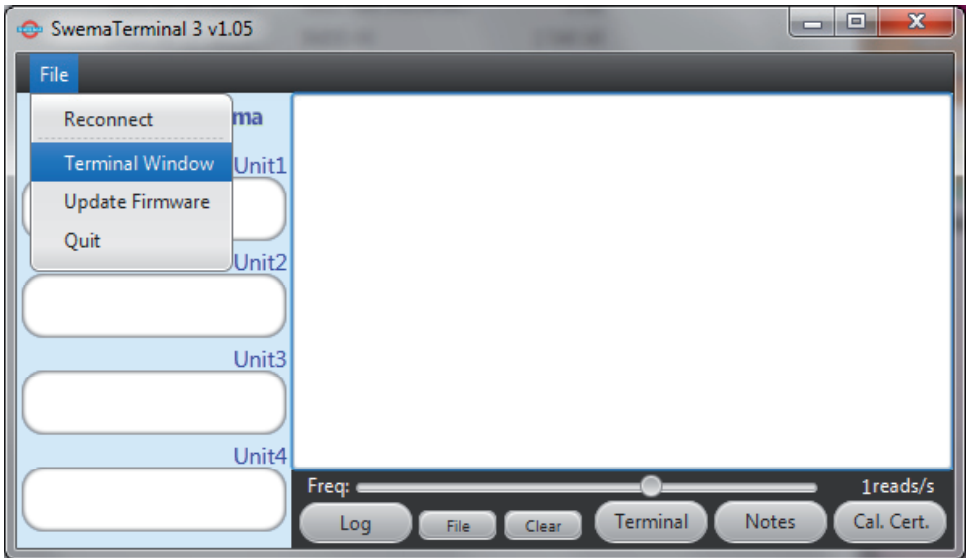 SwemaTerminal 3 v1.05
File
Reconnect
ma
Terminal Window
Unit1
Update Firmware
Quit
Unit2
Unit3
Unit4
Freq:
1reads/s
Log
File
Clear
Terminal
Notes
Cal. Cert.